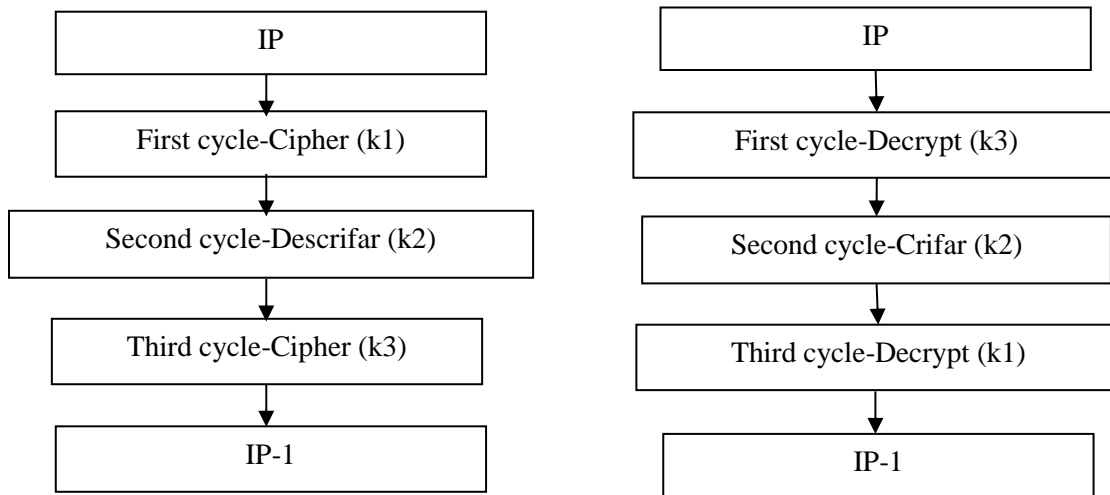 IP
First cycle-Cipher (k1)
Second cycle-Descrifar (k2)
Third cycle-Cipher (k3)
IP-1
IP
First cycle-Decrypt (k3)
Second cycle-Crifar (k2)
Third cycle-Decrypt (k1)
IP-1